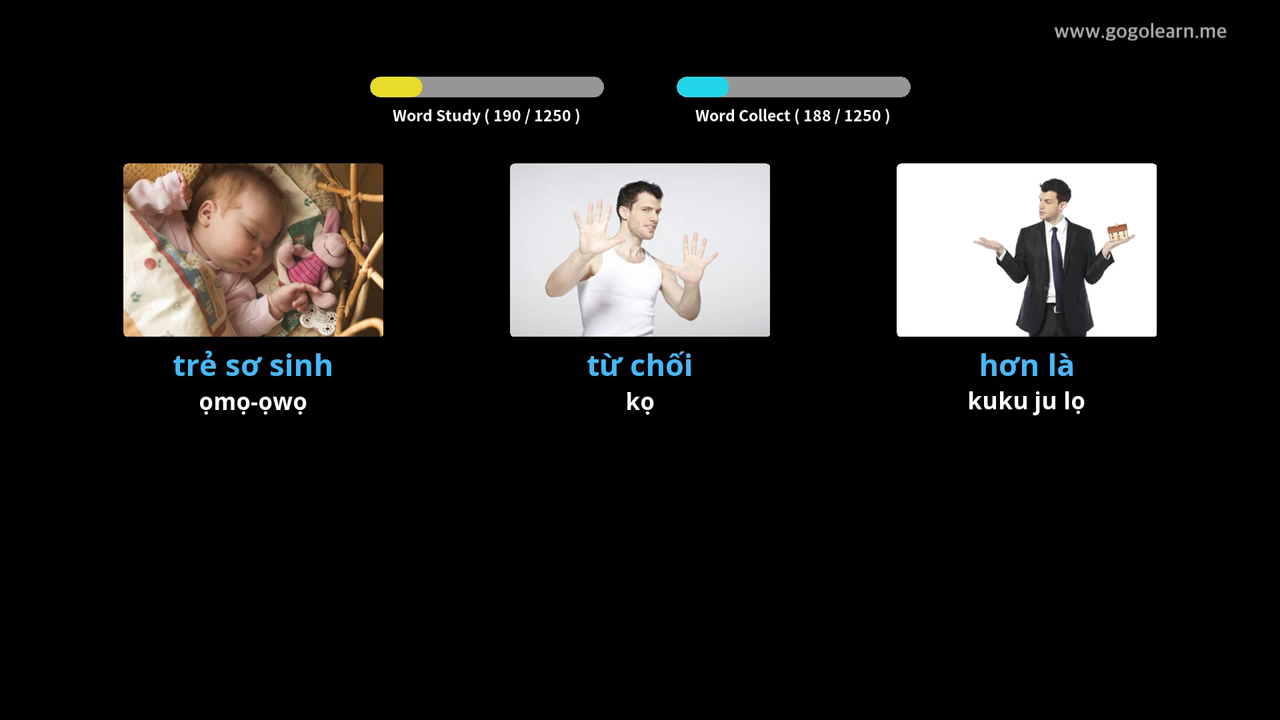 www.gogolearn.me
Word Study ( 190 / 1250 )
Word Collect ( 188 / 1250 )
trẻ sơ sinh
ọmọ-ọwọ
từ chối
kọ
hơn là
kuku ju lọ